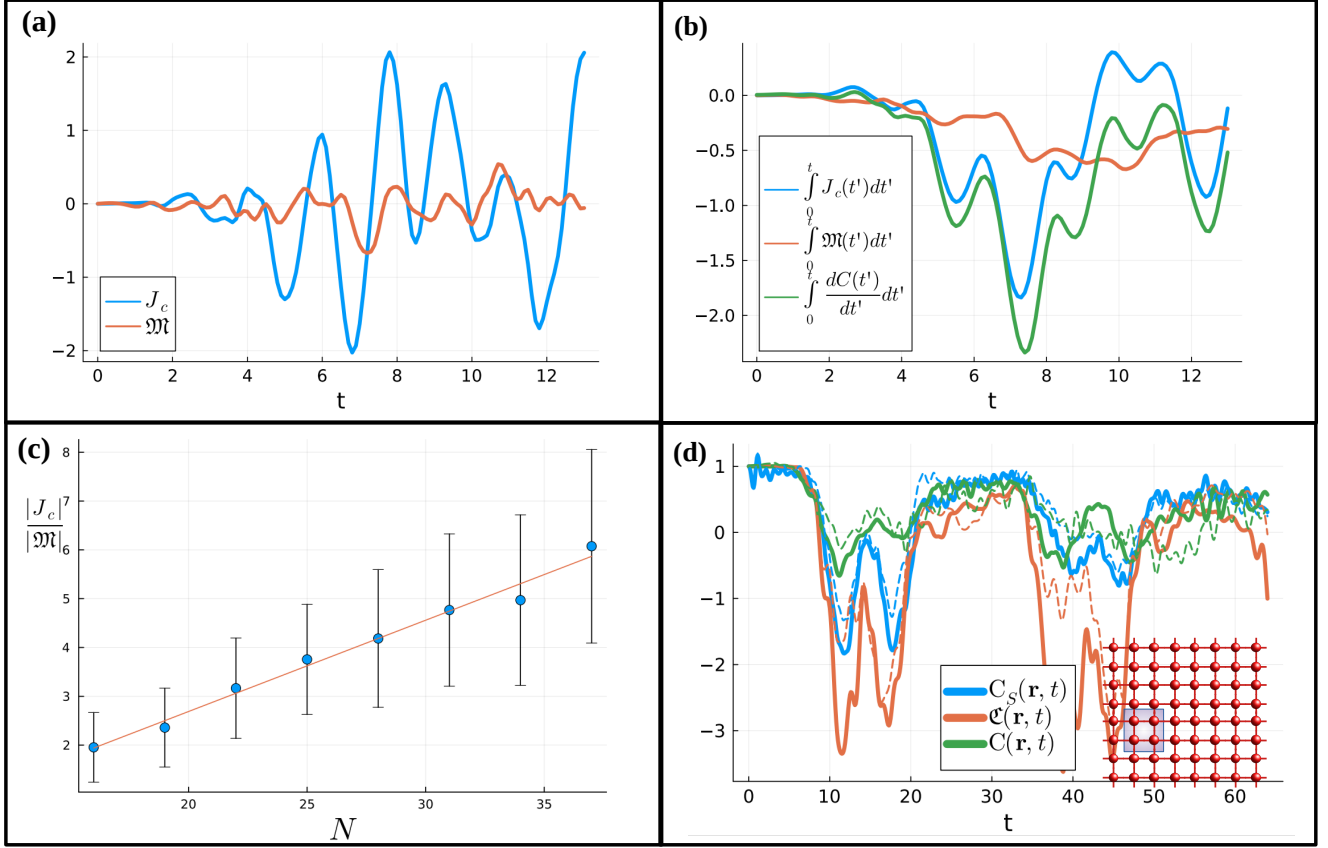 (a)
2
1
0
−1
−2
J_c
𝔐
0 2 4 6 8 10 12
t
(b)
0.0
−0.5
−1.0
−1.5
−2.0
∫₀ᵗ J_c(t')dt'
∫₀ᵗ 𝔐(t')dt'
∫₀ᵗ dC(t')/dt' dt'
0 2 4 6 8 10 12
t
(c)
8
7
6
5
4
3
2
|J_c|
|𝔐|
20 25 30 35
N
(d)
1
0
−1
−2
−3
C_S(r, t)
ℭ(r, t)
C(r, t)
0 10 20 30 40 50 60
t